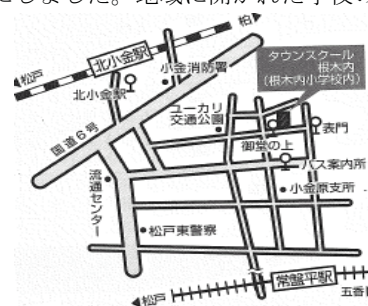 としました。地域に開かれた学校の
柏▶
北小金駅
◀松戸
小金消防署
北小金駅
タウンスクール
根木内
(根木内小学校内)
ユーカリ
交通公園
国道6号
表門
御堂の上
バス案内所
流通センター
小金原支所
松戸東警察
常盤平駅
◀松戸
五香